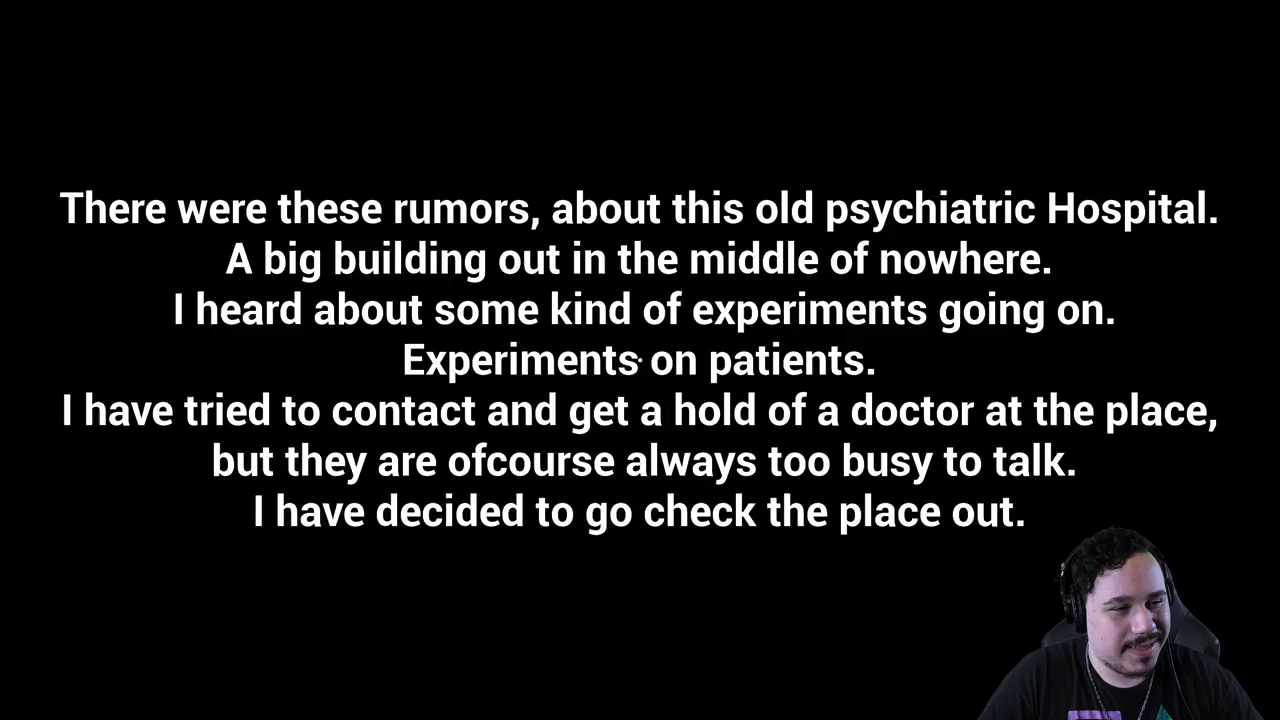 There were these rumors, about this old psychiatric Hospital.
A big building out in the middle of nowhere.
I heard about some kind of experiments going on.
Experiments on patients.
I have tried to contact and get a hold of a doctor at the place,
but they are ofcourse always too busy to talk.
I have decided to go check the place out.